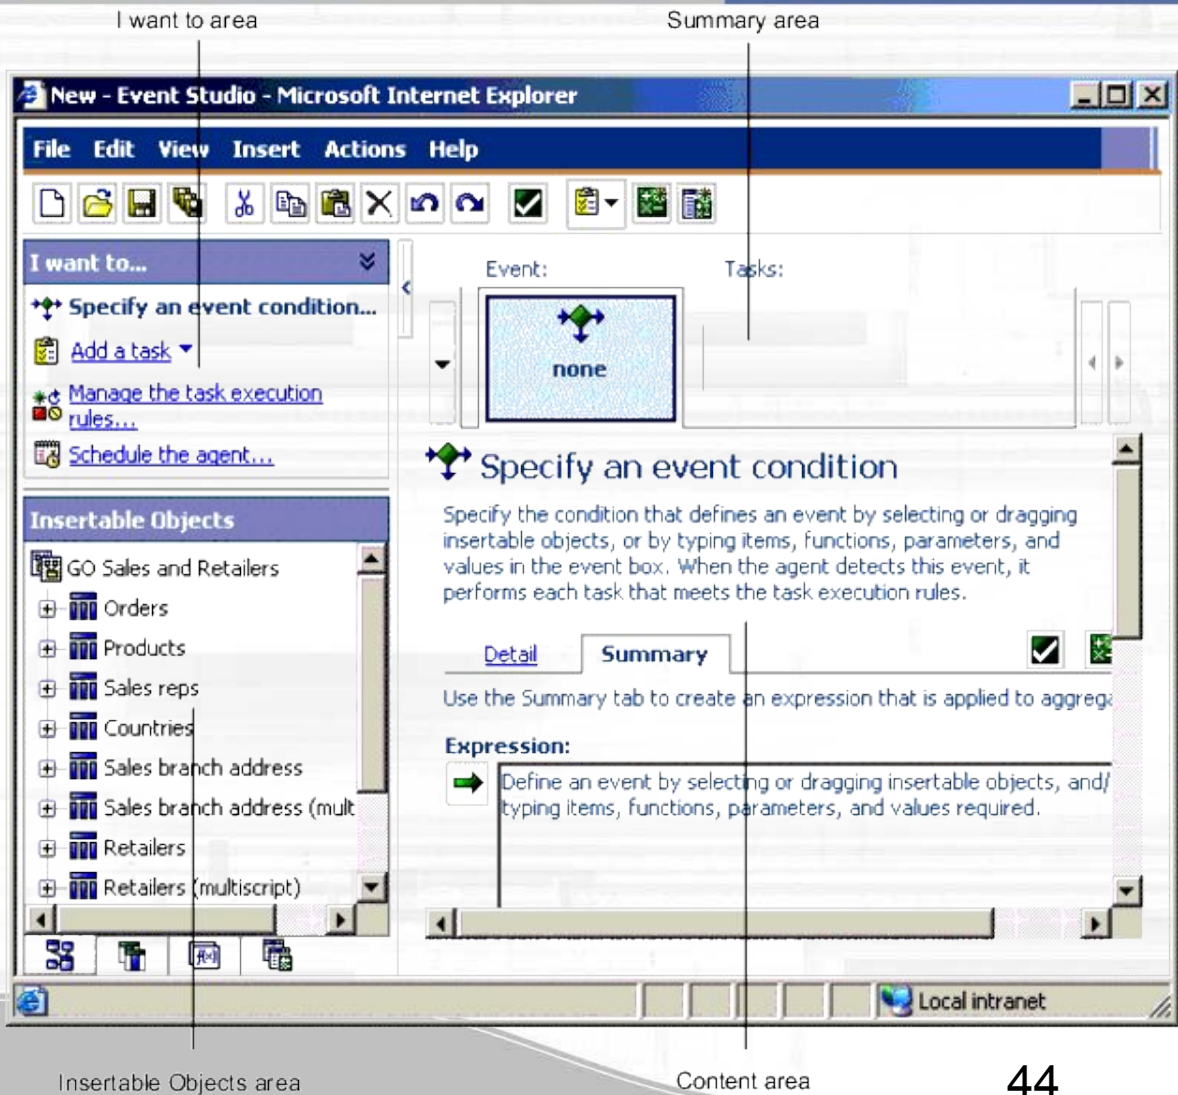 I want to area
Summary area
New - Event Studio - Microsoft Internet Explorer
File Edit View Insert Actions Help
I want to...
Specify an event condition...
Add a task
Manage the task execution
rules...
Schedule the agent...
Event:
Tasks:
none
Insertable Objects
GO Sales and Retailers
Orders
Products
Sales reps
Countries
Sales branch address
Sales branch address (mult
Retailers
Retailers (multiscript)
Specify an event condition
Specify the condition that defines an event by selecting or dragging
insertable objects, or by typing items, functions, parameters, and
values in the event box. When the agent detects this event, it
performs each task that meets the task execution rules.
Detail
Summary
Use the Summary tab to create an expression that is applied to aggrega
Expression:
Define an event by selecting or dragging insertable objects, and/
typing items, functions, parameters, and values required.
f(x)
Local intranet
Insertable Objects area
Content area
44